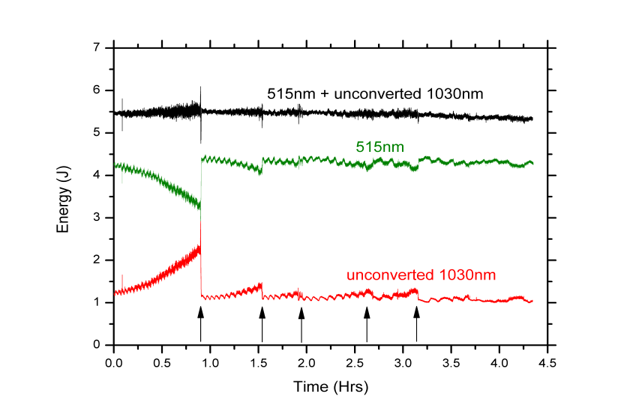 7
6
5
4
3
2
1
0
Energy (J)
515nm + unconverted 1030nm
515nm
unconverted 1030nm
0.0 0.5 1.0 1.5 2.0 2.5 3.0 3.5 4.0 4.5
Time (Hrs)